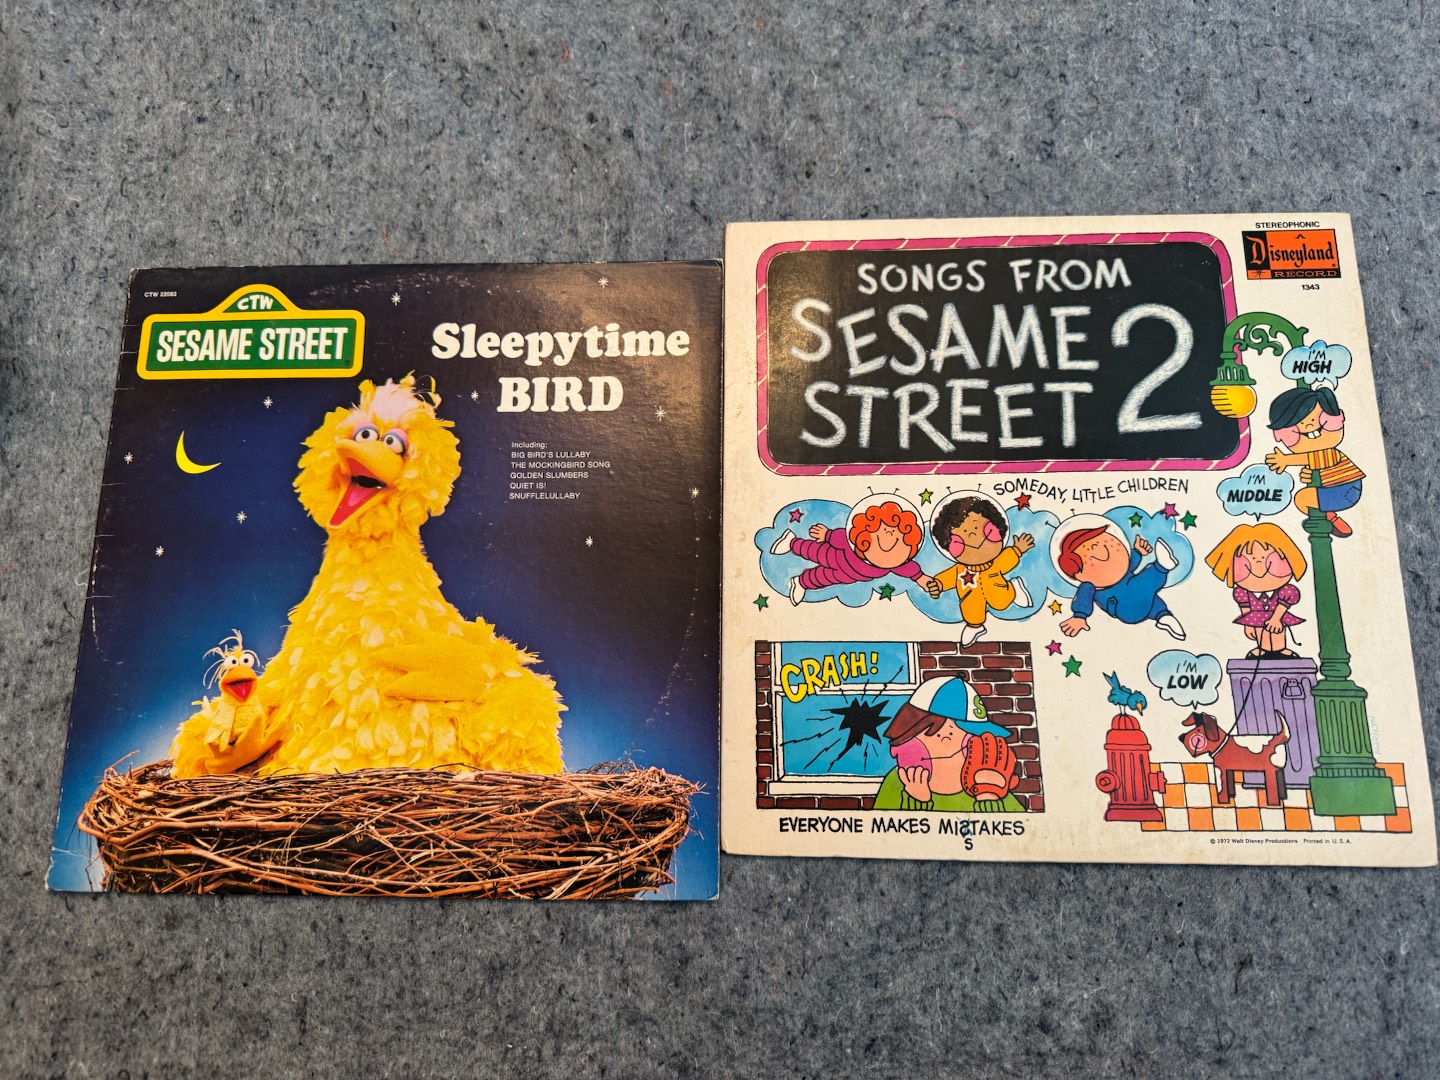 CTW 22082
CTW
SESAME STREET
Sleepytime
BIRD
Including:
BIG BIRD'S LULLABY
THE MOCKINGBIRD SONG
GOLDEN SLUMBERS
QUIET IS!
SNUFFLELULLABY
STEREOPHONIC
A
Disneyland
RECORD
1343
SONGS FROM
SESAME
STREET 2
I'M
HIGH
I'M
MIDDLE
I'M
LOW
SOMEDAY, LITTLE CHILDREN
CRASH!
S
EVERYONE MAKES MIZTAKES
S
© 1972 Walt Disney Productions Printed in U.S.A.